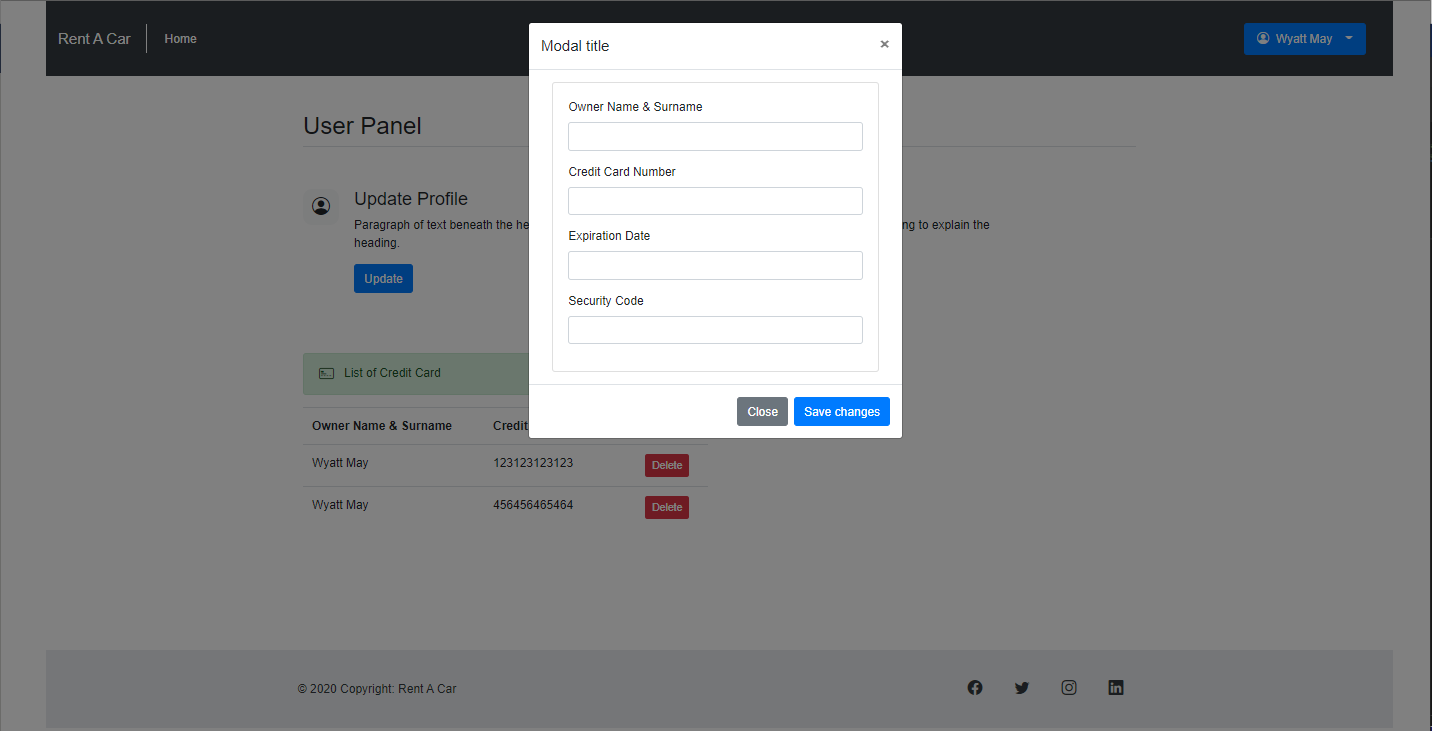 Rent A Car
Home
Wyatt May
Modal title
×
Owner Name & Surname
Credit Card Number
Expiration Date
Security Code
Close
Save changes
User Panel
Update Profile
Paragraph of text beneath the he
ng to explain the
heading.
Update
List of Credit Card
Owner Name & Surname Credit
Wyatt May 123123123123 Delete
Wyatt May 456456465464 Delete
© 2020 Copyright: Rent A Car